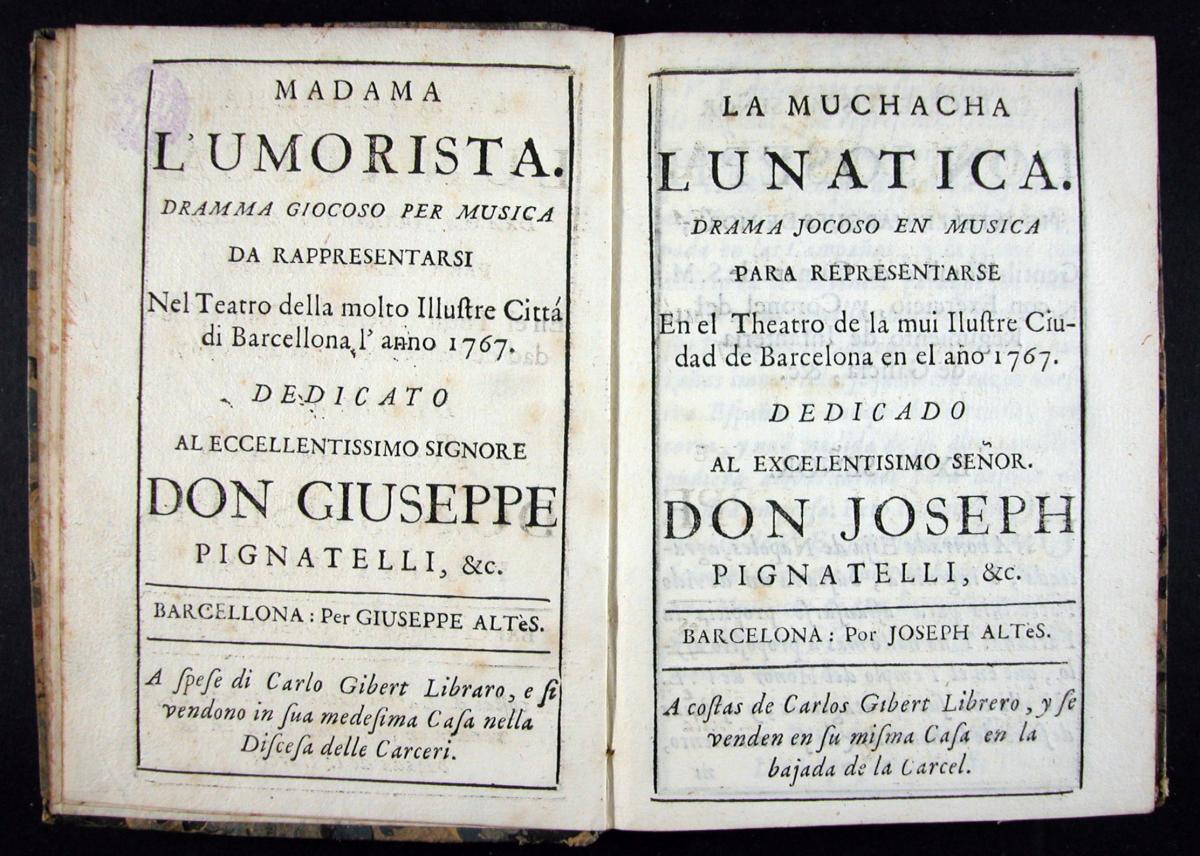 MADAMA
L'UMORISTA.
DRAMMA GIOCOSO PER MUSICA
DA RAPPRESENTARSI
Nel Teatro della molto Illuſtre Cittá
di Barcellona l' anno 1767.
DEDICATO
AL ECCELLENTISSIMO SIGNORE
DON GIUSEPPE
PIGNATELLI, &c.
BARCELLONA: Per GIUSEPPE ALTèS.
A ſpeſe di Carlo Gibert Libraro, e ſi
vendono in ſua medeſima Caſa nella
Diſceſa delle Carceri.
LA MUCHACHA
LUNATICA.
DRAMA JOCOSO EN MUSICA
PARA REPRESENTARSE
En el Theatro de la mui Iluſtre Ciu-
dad de Barcelona en el año 1767.
DEDICADO
AL EXCELENTISIMO SEÑOR.
DON JOSEPH
PIGNATELLI, &c.
BARCELONA: Por JOSEPH ALTèS.
A coſtas de Carlos Gibert Librero, y ſe
venden en ſu miſma Caſa en la
bajada de la Carcel.